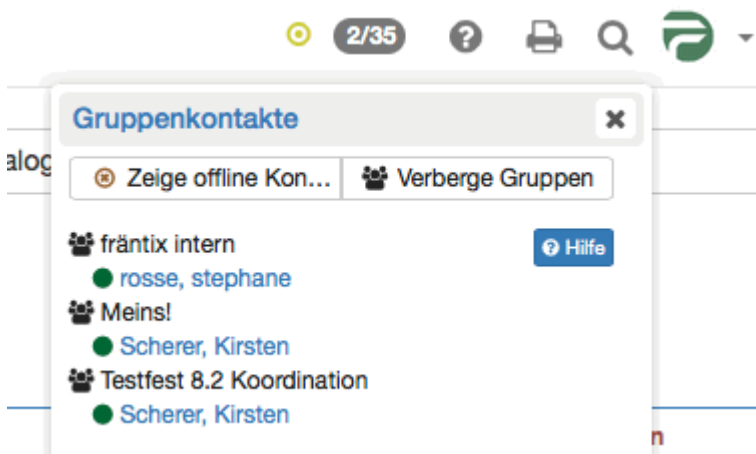 2/35
Gruppenkontakte
alog
Zeige offline Kon...
Verberge Gruppen
fräntix intern
Hilfe
rosse, stephane
Meins!
Scherer, Kirsten
Testfest 8.2 Koordination
Scherer, Kirsten
n